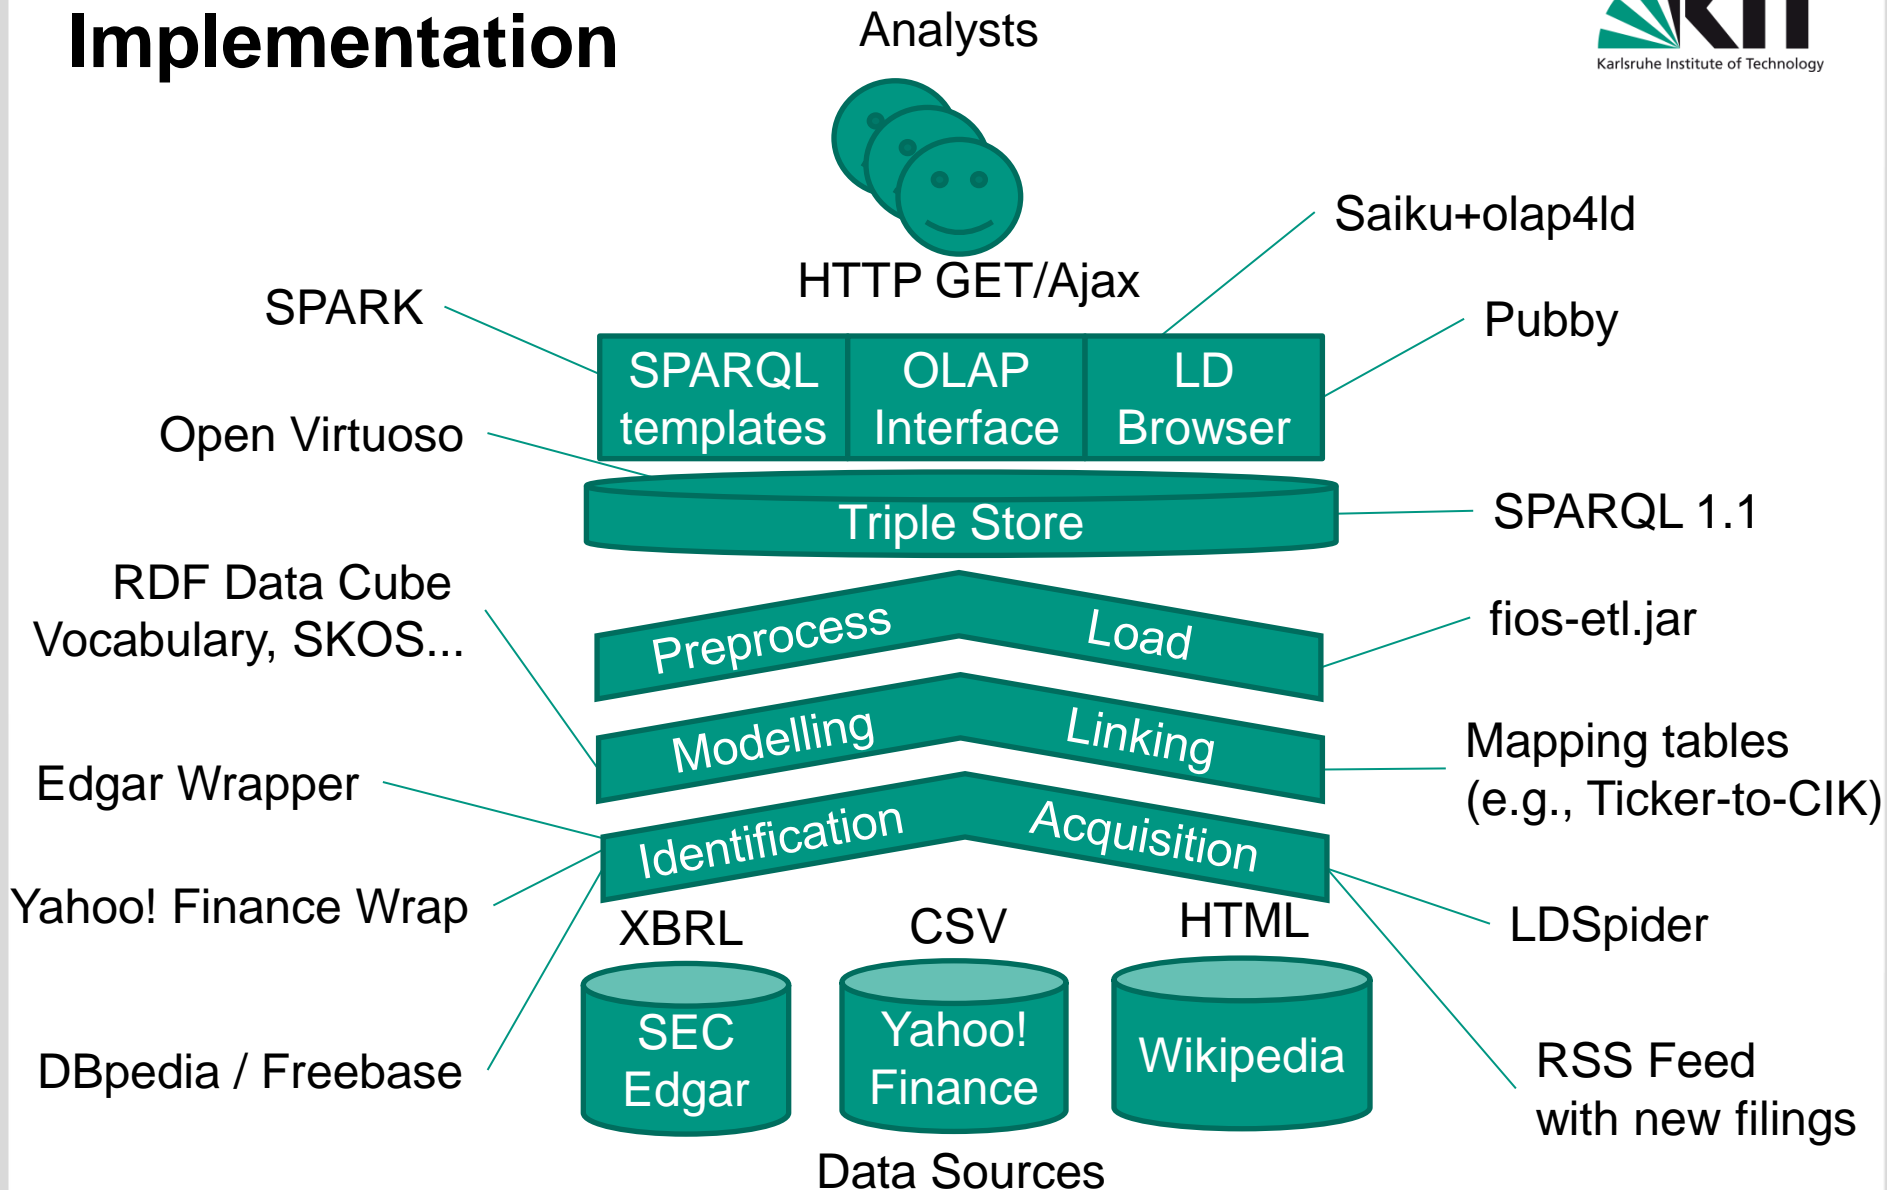 Implementation
Analysts
KIT
Karlsruhe Institute of Technology
Saiku+olap4ld
HTTP GET/Ajax
SPARK
Pubby
SPARQL
templates
OLAP
Interface
LD
Browser
Open Virtuoso
Triple Store
SPARQL 1.1
RDF Data Cube
Vocabulary, SKOS...
Preprocess
Load
fios-etl.jar
Modelling
Linking
Mapping tables
(e.g., Ticker-to-CIK)
Edgar Wrapper
Identification
Acquisition
Yahoo! Finance Wrap
XBRL
CSV
HTML
LDSpider
SEC
Edgar
Yahoo!
Finance
Wikipedia
DBpedia / Freebase
RSS Feed
with new filings
Data Sources